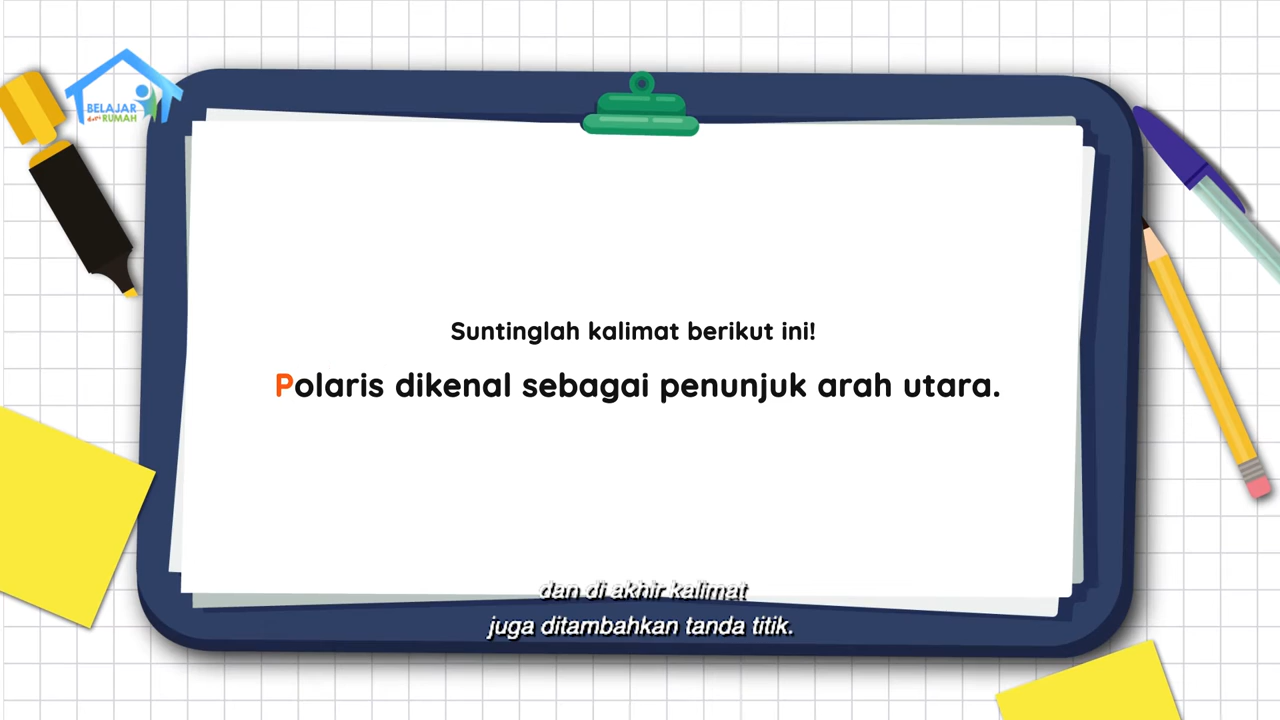 BELAJAR
dari RUMAH
Suntinglah kalimat berikut ini!
Polaris dikenal sebagai penunjuk arah utara.
dan di akhir kalimat
juga ditambahkan tanda titik.